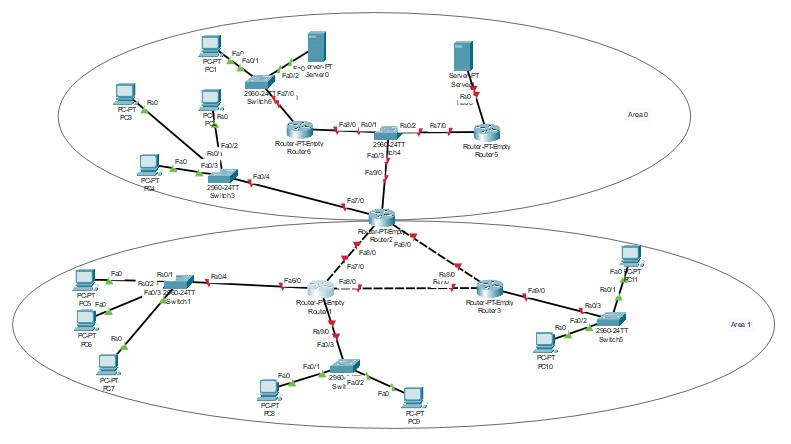 PC-PT
PC1
Fa0/1
Fa0/2
Server-PT
Server0
2960-24TT
Fa7/0
PC-PT
PC3
Fa0
Fa0/2
Router-PT-Empty
Router6
Fa8/0
Fa0/1
Fa0/2
Fa7/0
2960-24TT
Fa0/3
Router-PT-Empty
Router5
Server-PT
Fa0
Area 0
PC-PT
Fa0
Fa0/3
Fa0/1
2960-24TT
Switch3
Fa0/4
Fa7/0
Fa9/0
Router-PT-Empty
Router2
Fa8/0
Fa6/0
Fa7/0
Fa8/0
PC-PT
PC5
Fa0
Fa0/1
Fa0/2
Fa0/3
2960-24TT
Switch1
Fa0/4
Fa6/0
Fa8/0
Router-PT-Empty
PC-PT
PC6
Fa0
PC-PT
PC7
Fa0
Fa9/0
Fa0/3
Fa0/1
Fa0/2
PC-PT
PC8
Fa0
PC-PT
PC9
Fa0
Router-PT-Empty
Router3
Fa9/0
Fa0/3
Fa0/2
Fa0/1
2960-24TT
Switch5
Fa0
PC-PT
PC11
Fa0
PC-PT
PC10
Area 1